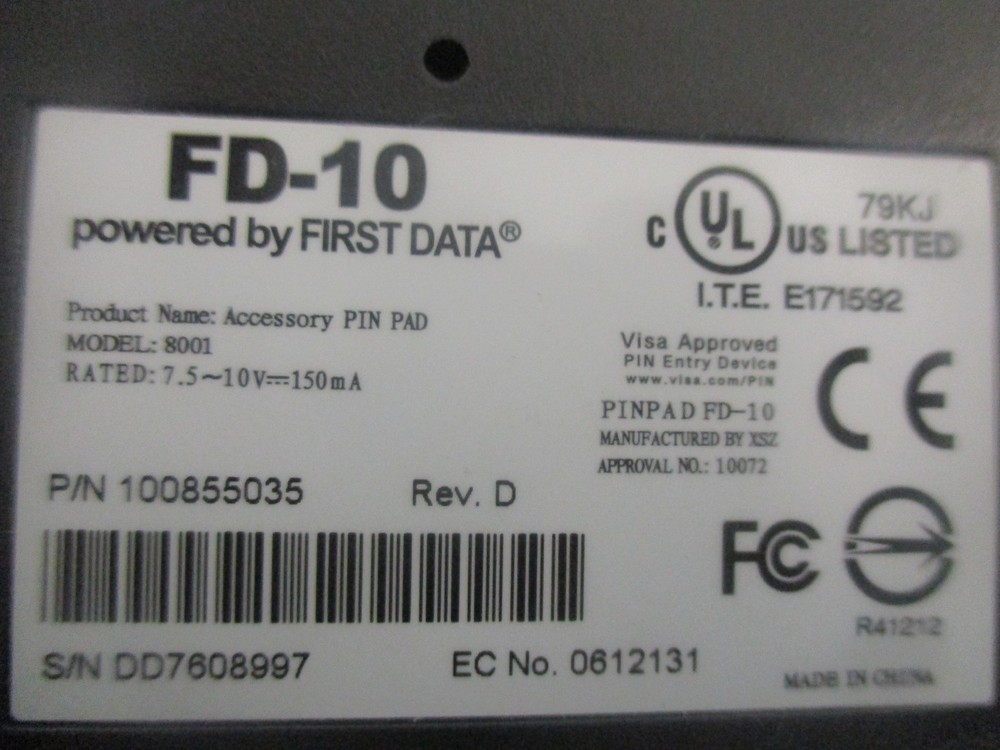 FD-10
powered by FIRST DATA®
C UL® US LISTED
79KJ
I.T.E. E171592
Product Name: Accessory PIN PAD
MODEL: 8001
RATED: 7.5~10V⎓150mA
Visa Approved
PIN Entry Device
www.visa.com/PIN
PINPAD FD-10
MANUFACTURED BY XSZ
APPROVAL NO.: 10072
CE
P/N 100855035 Rev. D
FC
R41212
S/N DD7608997 EC No. 0612131
MADE IN CHINA